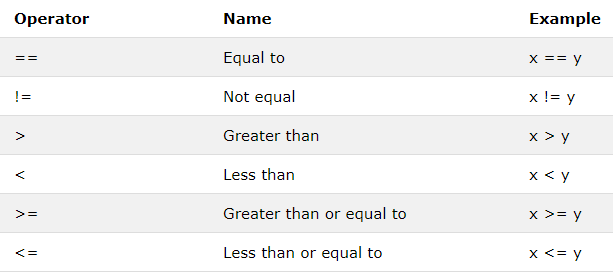 Operator Name Example
== Equal to x == y
!= Not equal x != y
> Greater than x > y
< Less than x < y
>= Greater than or equal to x >= y
<= Less than or equal to x <= y